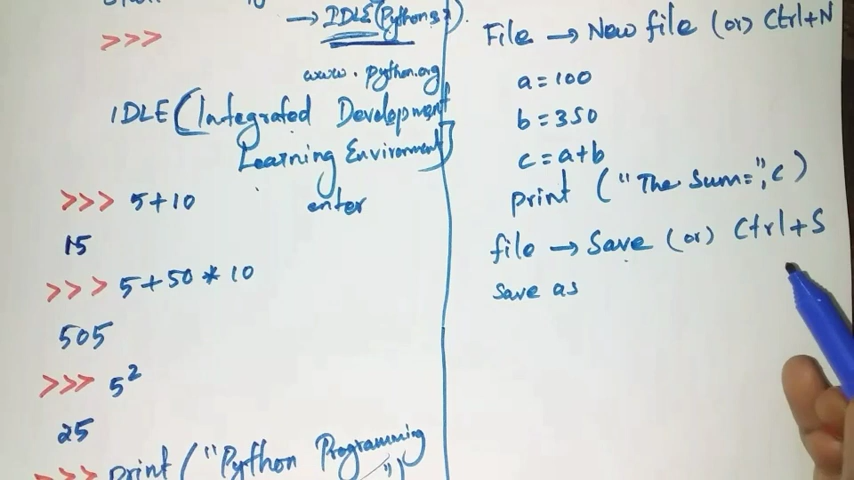 >>>
→ IDLE (Python 3.x).
www.python.org
IDLE (Integrated Development
Learning Environment)
>>> 5+10 enter
15
>>> 5+50 * 10
505
>>> 5²
25
>>> print ("Python Programming
")
File → New file (or) Ctrl+N
a=100
b=350
c=a+b
print ("The Sum=", c)
file → Save (or) Ctrl+S
Save as